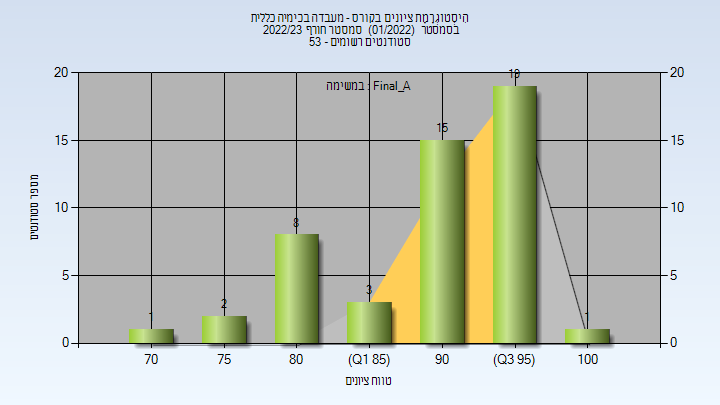 הִיסְטוֹגְרָמַת ציונים בקורס - מעבדה בכימיה כללית
בסמסטר (01/2022) סמסטר חורף 2022/23
סטודנטים רשומים - 53
במשימה : Final_A
מספר סטודנטים
20 20
15 15
10 10
5 5
0 0
1 2 8 3 15 19 1
70 75 80 (Q1 85) 90 (Q3 95) 100
טווח ציונים